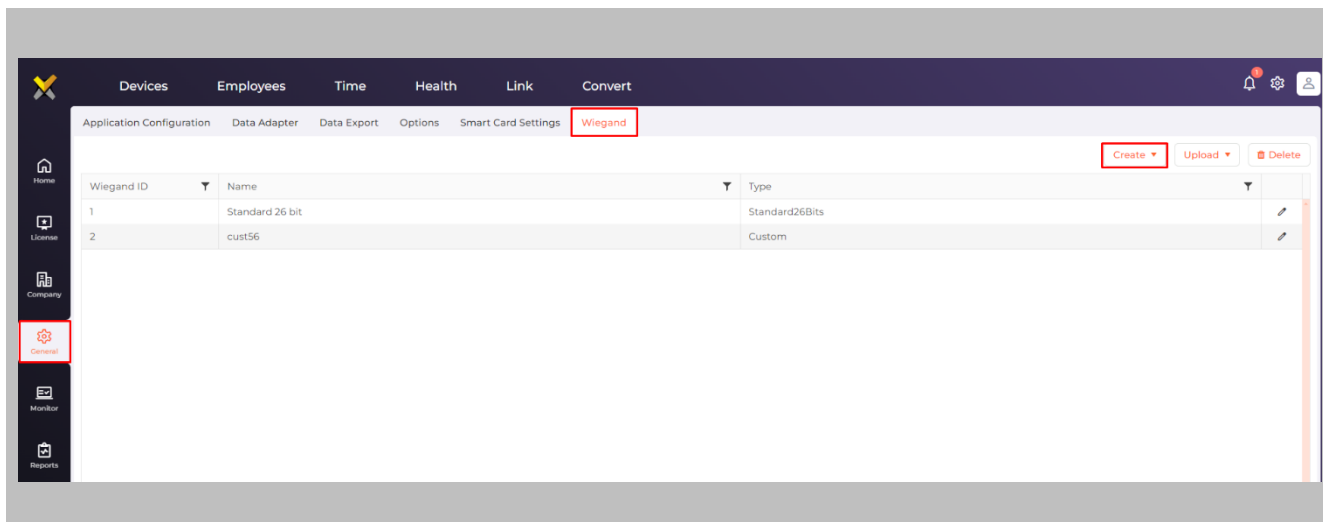 Devices Employees Time Health Link Convert 1
Application Configuration Data Adapter Data Export Options Smart Card Settings Wiegand
Create Upload Delete
Home
License
Company
General
Monitor
Reports
Wiegand ID Name Type
1 Standard 26 bit Standard26Bits
2 cust56 Custom